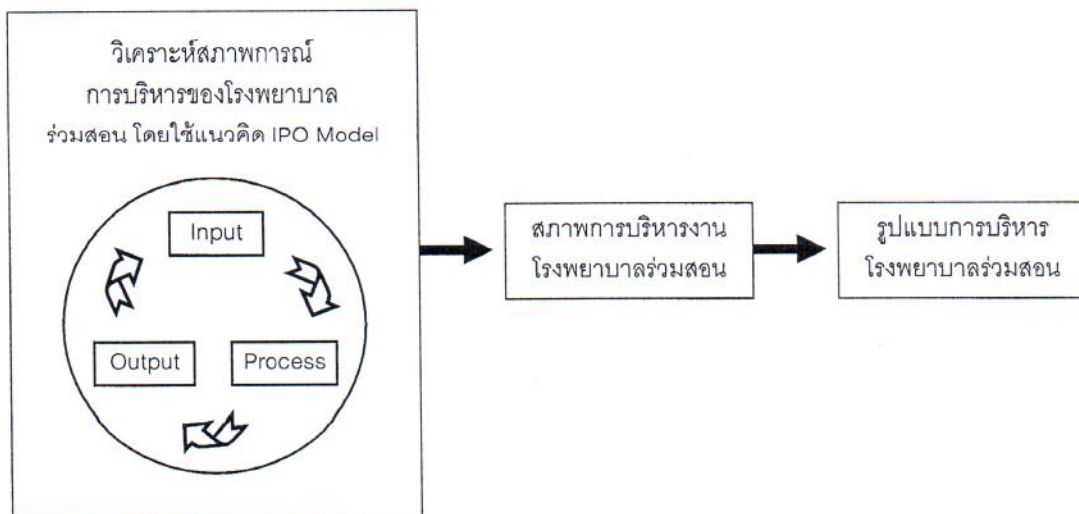 วิเคราะห์สภาพการณ์
การบริหารของโรงพยาบาล
ร่วมสอน โดยใช้แนวคิด IPO Model
Input
Output
Process
สภาพการบริหารงาน
โรงพยาบาลร่วมสอน
รูปแบบการบริหาร
โรงพยาบาลร่วมสอน